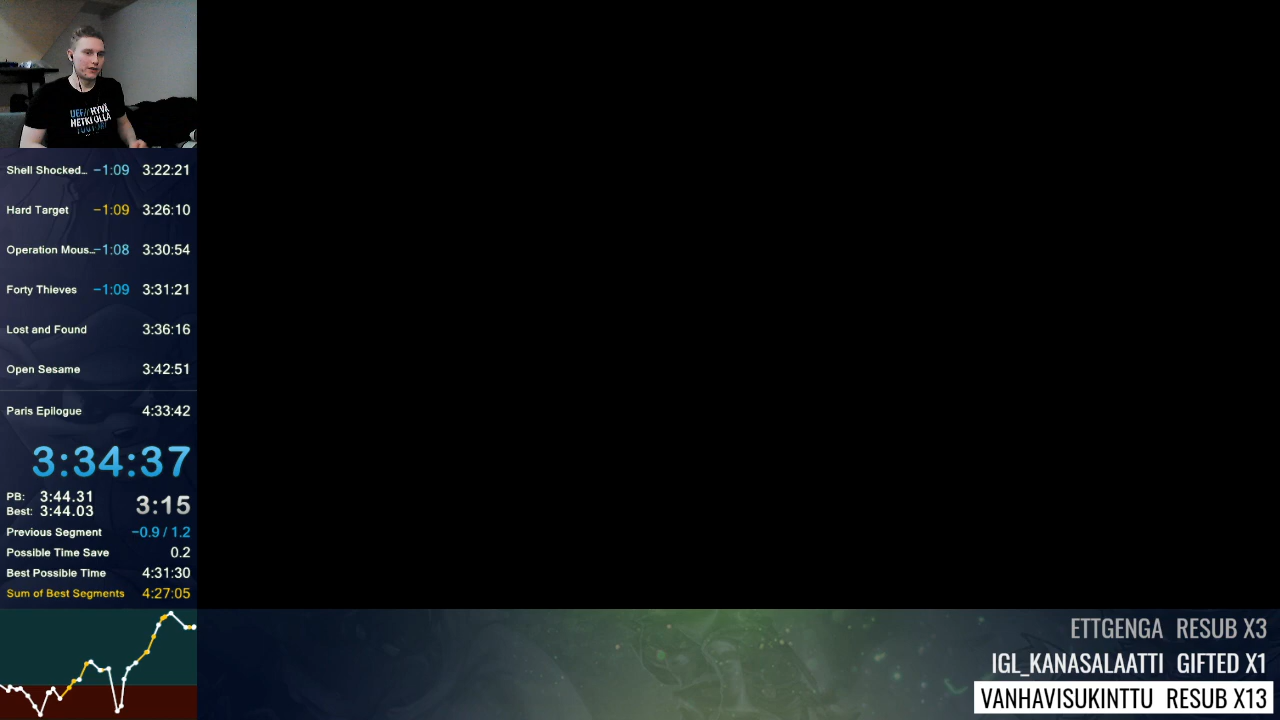 HYVÄ
Shell Shocked... −1:09 3:22:21
Hard Target −1:09 3:26:10
Operation Mous... −1:08 3:30:54
Forty Thieves −1:09 3:31:21
Lost and Found 3:36:16
Open Sesame 3:42:51
Paris Epilogue 4:33:42
3:34:37
PB: 3:44.31
Best: 3:44.03
3:15
Previous Segment −0.9 / 1.2
Possible Time Save 0.2
Best Possible Time 4:31:30
Sum of Best Segments 4:27:05
ETTGENGA RESUB X3
IGL_KANASALAATTI GIFTED X1
VANHAVISUKINTTU RESUB X13